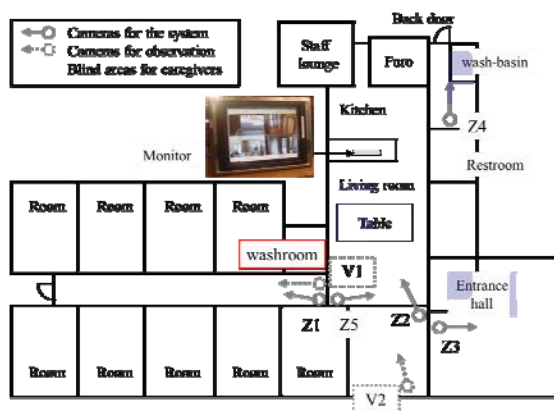 Cameras for the system
Cameras for observation
Blind areas for caregivers
Back door
Staff
lounge
Furo
wash-basin
Kitchen
Z4
Monitor
Restroom
Living room
Room
Room
Room
Room
Table
washroom
V1
Entrance
hall
Z1
Z5
Z2
Z3
Room
Room
Room
Room
Room
V2